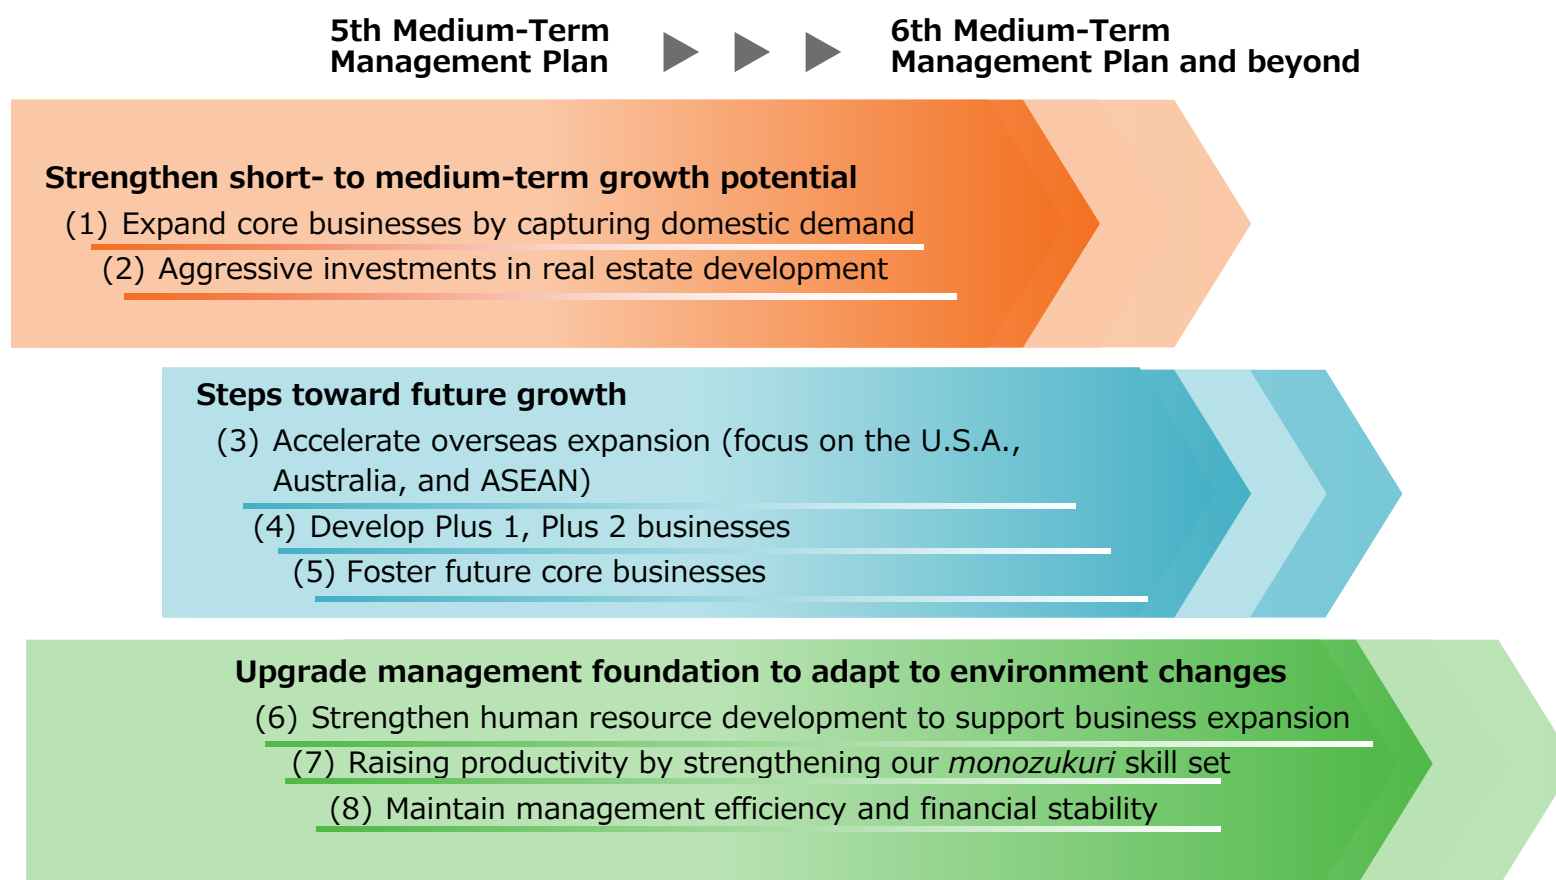 5th Medium-Term
Management Plan
6th Medium-Term
Management Plan and beyond
Strengthen short- to medium-term growth potential
(1) Expand core businesses by capturing domestic demand
(2) Aggressive investments in real estate development
Steps toward future growth
(3) Accelerate overseas expansion (focus on the U.S.A.,
Australia, and ASEAN)
(4) Develop Plus 1, Plus 2 businesses
(5) Foster future core businesses
Upgrade management foundation to adapt to environment changes
(6) Strengthen human resource development to support business expansion
(7) Raising productivity by strengthening our monozukuri skill set
(8) Maintain management efficiency and financial stability